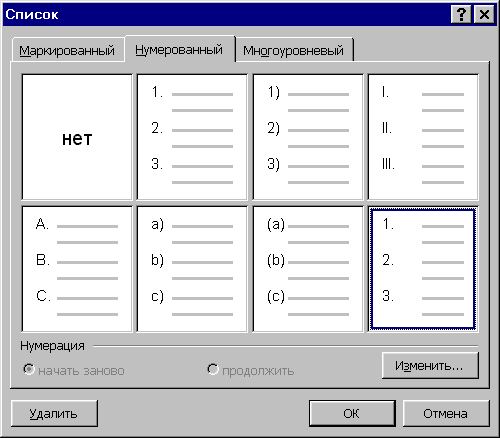 Список
Маркированный Нумерованный Многоуровневый
нет
1.
2.
3.
1)
2)
3)
I.
II.
III.
A.
B.
C.
a)
b)
c)
(a)
(b)
(c)
1.
2.
3.
Нумерация
начать заново продолжить Изменить...
Удалить ОК Отмена